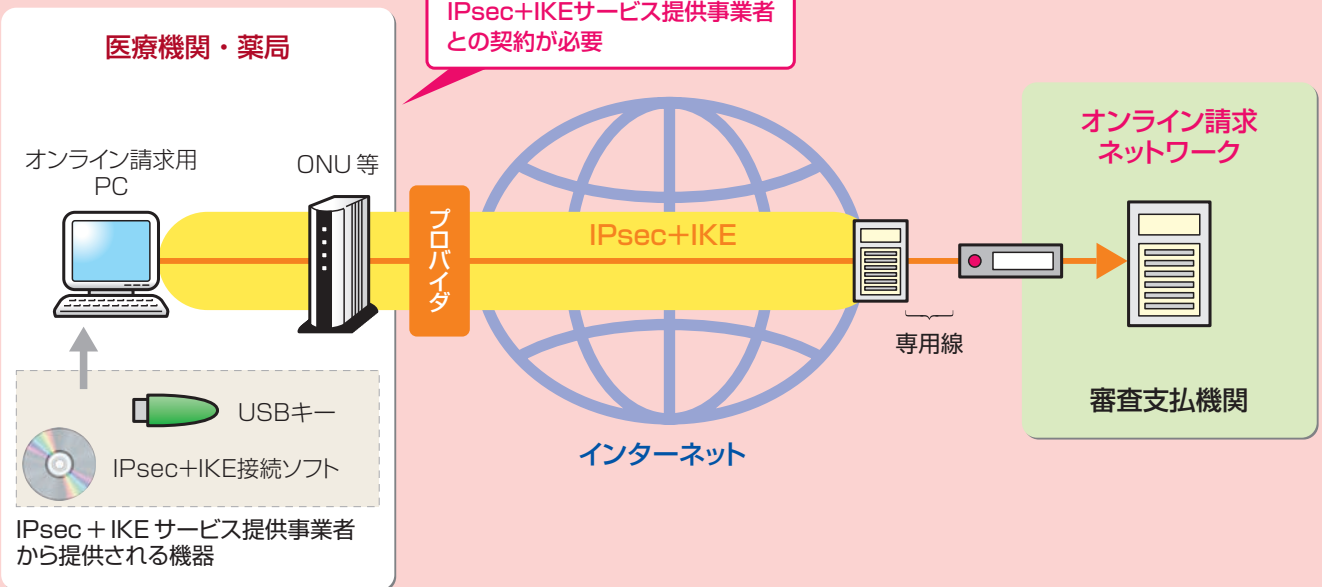 IPsec+IKEサービス提供事業者
との契約が必要
医療機関・薬局
オンライン請求用
PC
ONU 等
プロバイダ
IPsec+IKE
専用線
インターネット
オンライン請求
ネットワーク
審査支払機関
USBキー
IPsec+IKE接続ソフト
IPsec + IKE サービス提供事業者
から提供される機器